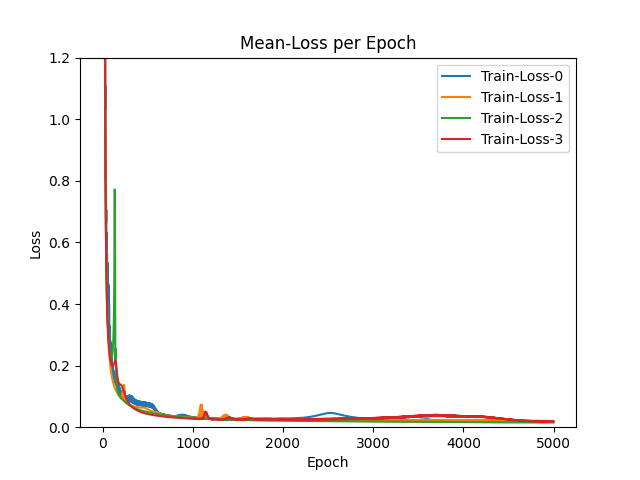 Mean-Loss per Epoch
1.2
1.0
0.8
0.6
0.4
0.2
0.0
Loss
Train-Loss-0
Train-Loss-1
Train-Loss-2
Train-Loss-3
0 1000 2000 3000 4000 5000
Epoch